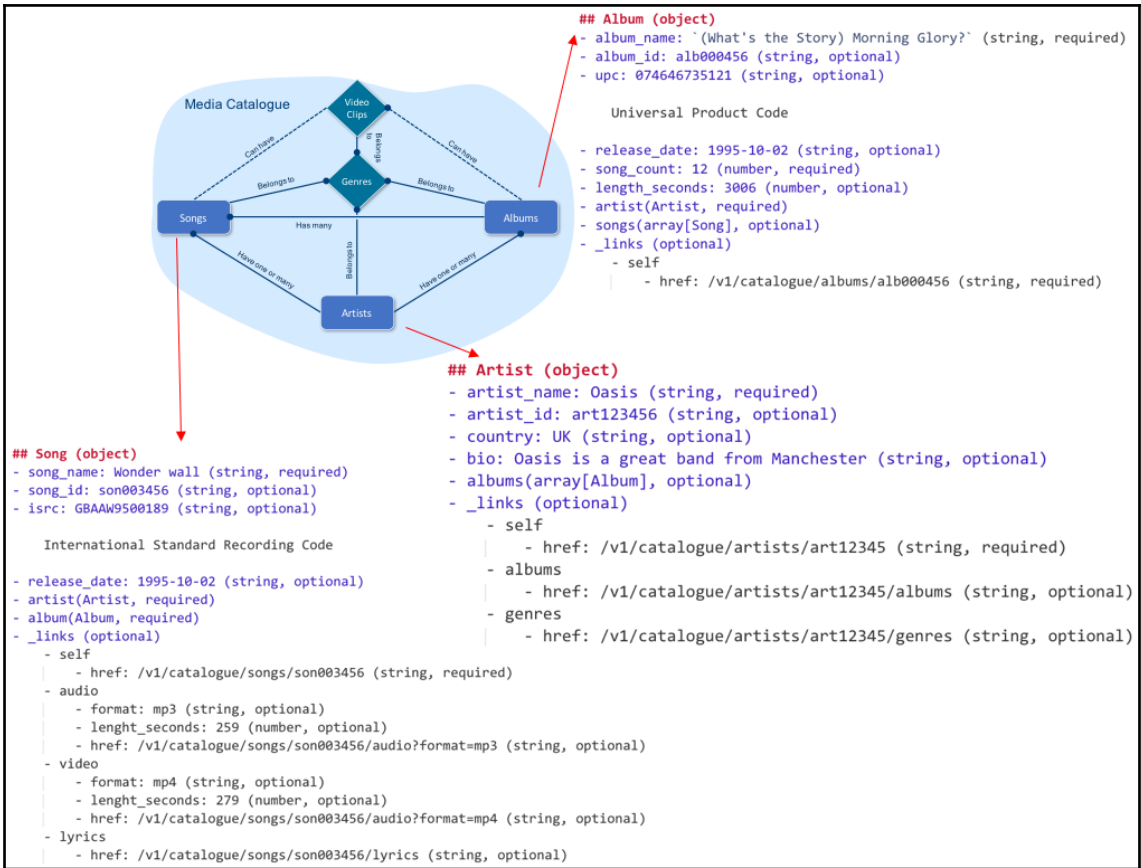 Media Catalogue
Video
Clips
Can have
Belongs
to
Can have
Belongs to
Genres
Belongs to
Songs
Has many
Albums
Have one or many
Belongs to
Have one or many
Artists
## Album (object)
- album_name: `(What's the Story) Morning Glory?` (string, required)
- album_id: alb000456 (string, optional)
- upc: 074646735121 (string, optional)
Universal Product Code
- release_date: 1995-10-02 (string, optional)
- song_count: 12 (number, required)
- length_seconds: 3006 (number, optional)
- artist(Artist, required)
- songs(array[Song], optional)
- _links (optional)
- self
- href: /v1/catalogue/albums/alb000456 (string, required)
## Artist (object)
- artist_name: Oasis (string, required)
- artist_id: art123456 (string, optional)
- country: UK (string, optional)
- bio: Oasis is a great band from Manchester (string, optional)
- albums(array[Album], optional)
- _links (optional)
- self
- href: /v1/catalogue/artists/art12345 (string, required)
- albums
- href: /v1/catalogue/artists/art12345/albums (string, optional)
- genres
- href: /v1/catalogue/artists/art12345/genres (string, optional)
## Song (object)
- song_name: Wonder wall (string, required)
- song_id: son003456 (string, optional)
- isrc: GBAAW9500189 (string, optional)
International Standard Recording Code
- release_date: 1995-10-02 (string, optional)
- artist(Artist, required)
- album(Album, required)
- _links (optional)
- self
- href: /v1/catalogue/songs/son003456 (string, required)
- audio
- format: mp3 (string, optional)
- lenght_seconds: 259 (number, optional)
- href: /v1/catalogue/songs/son003456/audio?format=mp3 (string, optional)
- video
- format: mp4 (string, optional)
- lenght_seconds: 279 (number, optional)
- href: /v1/catalogue/songs/son003456/audio?format=mp4 (string, optional)
- lyrics
- href: /v1/catalogue/songs/son003456/lyrics (string, optional)